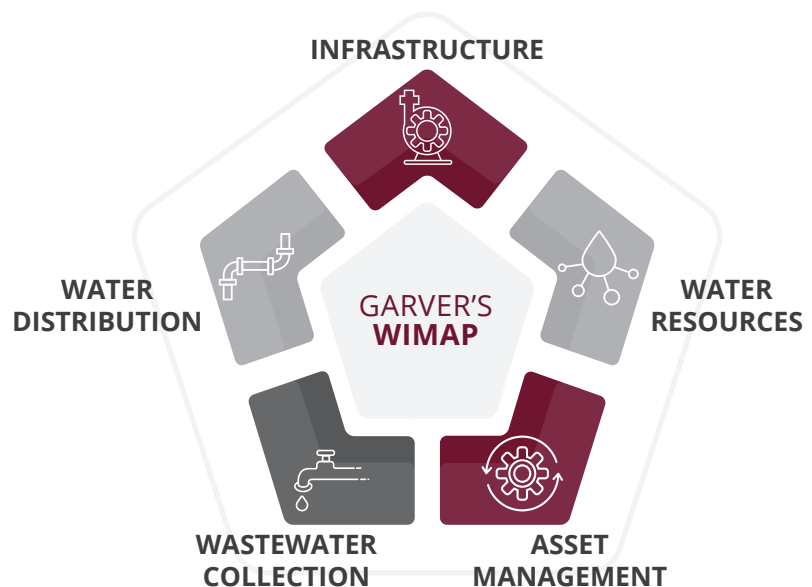 INFRASTRUCTURE
WATER
DISTRIBUTION
GARVER’S
WIMAP
WATER
RESOURCES
WASTEWATER
COLLECTION
ASSET
MANAGEMENT